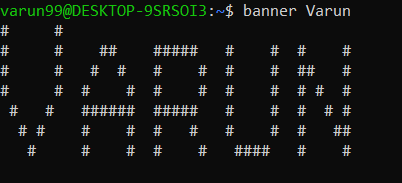 varun99@DESKTOP-9SRSOI3:~$ banner Varun
#     #
#     #    ##    #####   #    #  #    #
#     #   #  #   #    #  #    #  ##   #
#     #  #    #  #    #  #    #  # #  #
 #   #   ######  #####   #    #  #  # #
  # #    #    #  #   #   #    #  #   ##
   #     #    #  #    #   ####   #    #